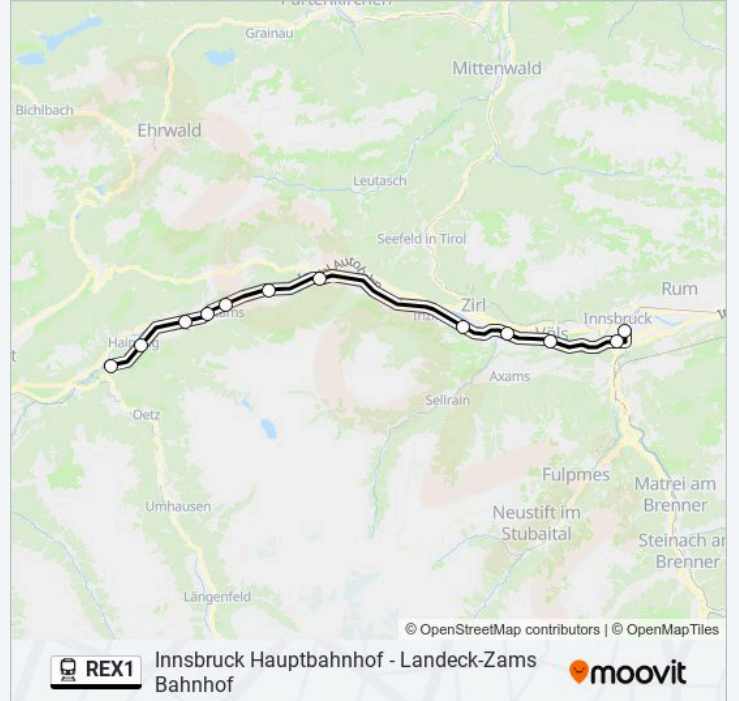 Grainau
Mittenwald
Bichlbach
Ehrwald
Leutasch
Seefeld in Tirol
Rum
Zirl
Innsbruck
Völs
Axams
Sellrain
Oetz
Fulpmes
Matrei am
Brenner
Neustift im
Stubaital
Umhausen
Steinach
Brenner
Längenfeld
© OpenStreetMap contributors | © OpenMapTiles
REX1
Innsbruck Hauptbahnhof - Landeck-Zams
Bahnhof
moovit